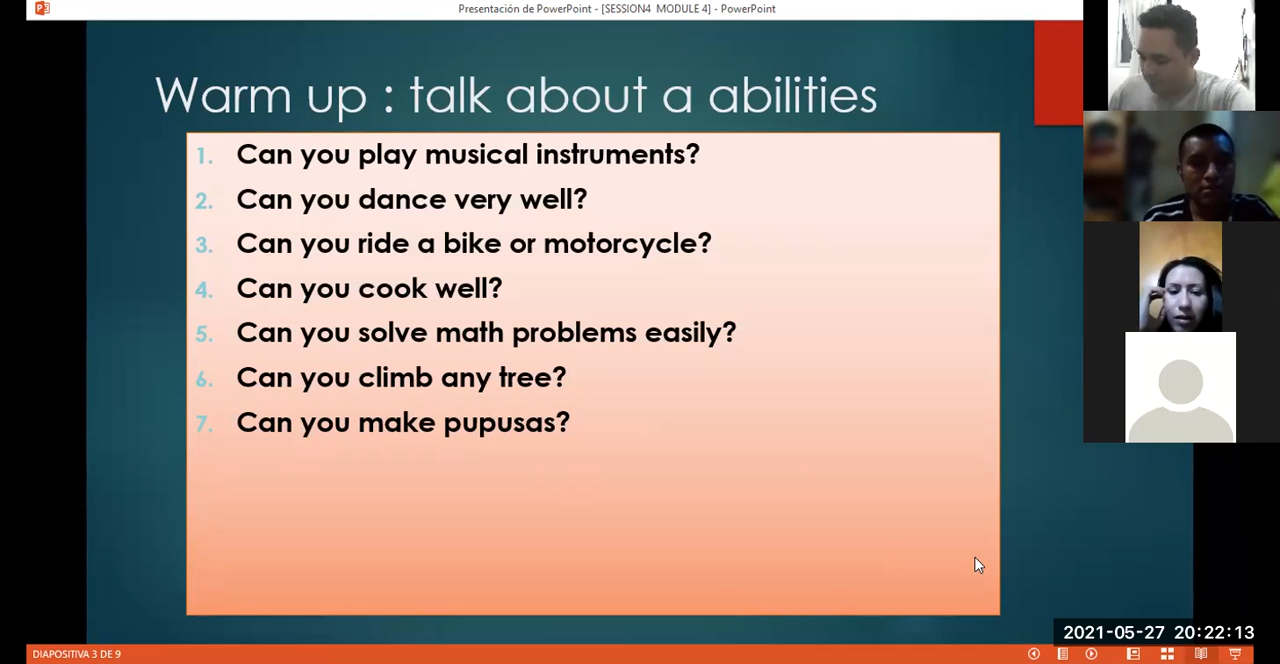 Presentación de PowerPoint - [SESSION4 MODULE 4] - PowerPoint
Warm up : talk about a abilities
1. Can you play musical instruments?
2. Can you dance very well?
3. Can you ride a bike or motorcycle?
4. Can you cook well?
5. Can you solve math problems easily?
6. Can you climb any tree?
7. Can you make pupusas?
2021-05-27 20:22:13
DIAPOSITIVA 3 DE 9